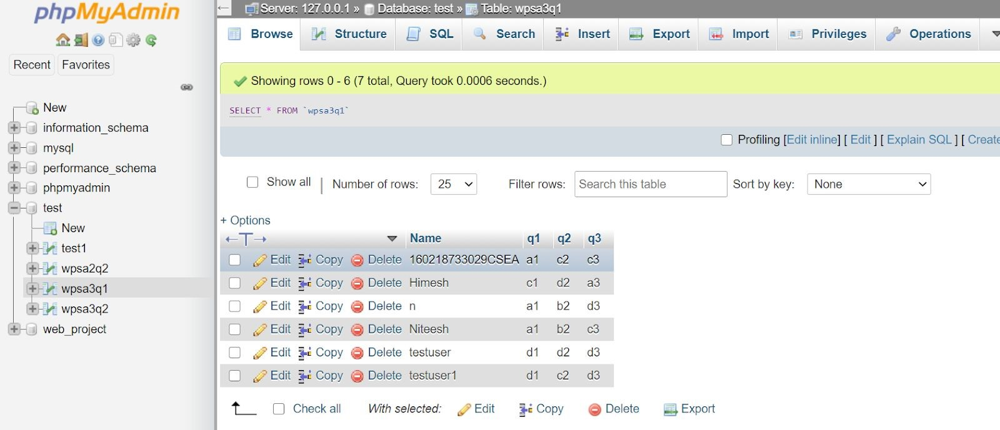 phpMyAdmin
Recent Favorites
New
information_schema
mysql
performance_schema
phpmyadmin
test
New
test1
wpsa2q2
wpsa3q1
wpsa3q2
web_project
Server: 127.0.0.1 » Database: test » Table: wpsa3q1
Browse Structure SQL Search Insert Export Import Privileges Operations
Showing rows 0 - 6 (7 total, Query took 0.0006 seconds.)
SELECT * FROM `wpsa3q1`
Profiling [Edit inline] [ Edit ] [ Explain SQL ] [ Create
Show all | Number of rows: 25 Filter rows: Search this table Sort by key: None
+ Options
←T→ Name q1 q2 q3
Edit Copy Delete 160218733029CSEA a1 c2 c3
Edit Copy Delete Himesh c1 d2 a3
Edit Copy Delete n a1 b2 d3
Edit Copy Delete Niteesh a1 b2 c3
Edit Copy Delete testuser d1 d2 d3
Edit Copy Delete testuser1 d1 c2 d3
Check all With selected: Edit Copy Delete Export